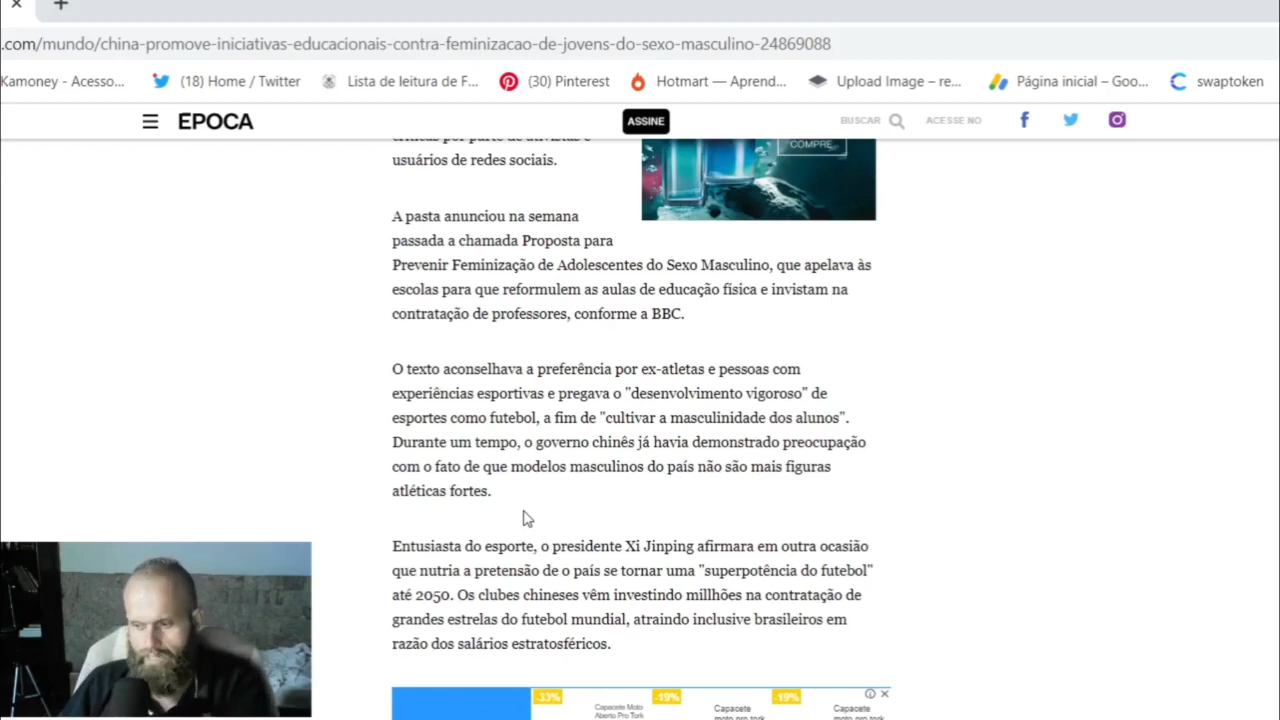 .com/mundo/china-promove-iniciativas-educacionais-contra-feminizacao-de-jovens-do-sexo-masculino-24869088
Kamoney - Acesso... (18) Home / Twitter Lista de leitura de F... (30) Pinterest Hotmart — Aprend... Upload Image – re... Página inicial – Goo... swaptoken
EPOCA ASSINE BUSCAR ACESSE NO
críticas por parte de ativistas e
usuários de redes sociais.
COMPRE
A pasta anunciou na semana
passada a chamada Proposta para
Prevenir Feminização de Adolescentes do Sexo Masculino, que apelava às
escolas para que reformulem as aulas de educação física e invistam na
contratação de professores, conforme a BBC.
O texto aconselhava a preferência por ex-atletas e pessoas com
experiências esportivas e pregava o "desenvolvimento vigoroso" de
esportes como futebol, a fim de "cultivar a masculinidade dos alunos".
Durante um tempo, o governo chinês já havia demonstrado preocupação
com o fato de que modelos masculinos do país não são mais figuras
atléticas fortes.
Entusiasta do esporte, o presidente Xi Jinping afirmara em outra ocasião
que nutria a pretensão de o país se tornar uma "superpotência do futebol"
até 2050. Os clubes chineses vêm investindo millhões na contratação de
grandes estrelas do futebol mundial, atraindo inclusive brasileiros em
razão dos salários estratosféricos.
-33% -19% -19%
Capacete Moto Capacete Capacete
Aberto Pro Tork moto pro tork moto pro tork